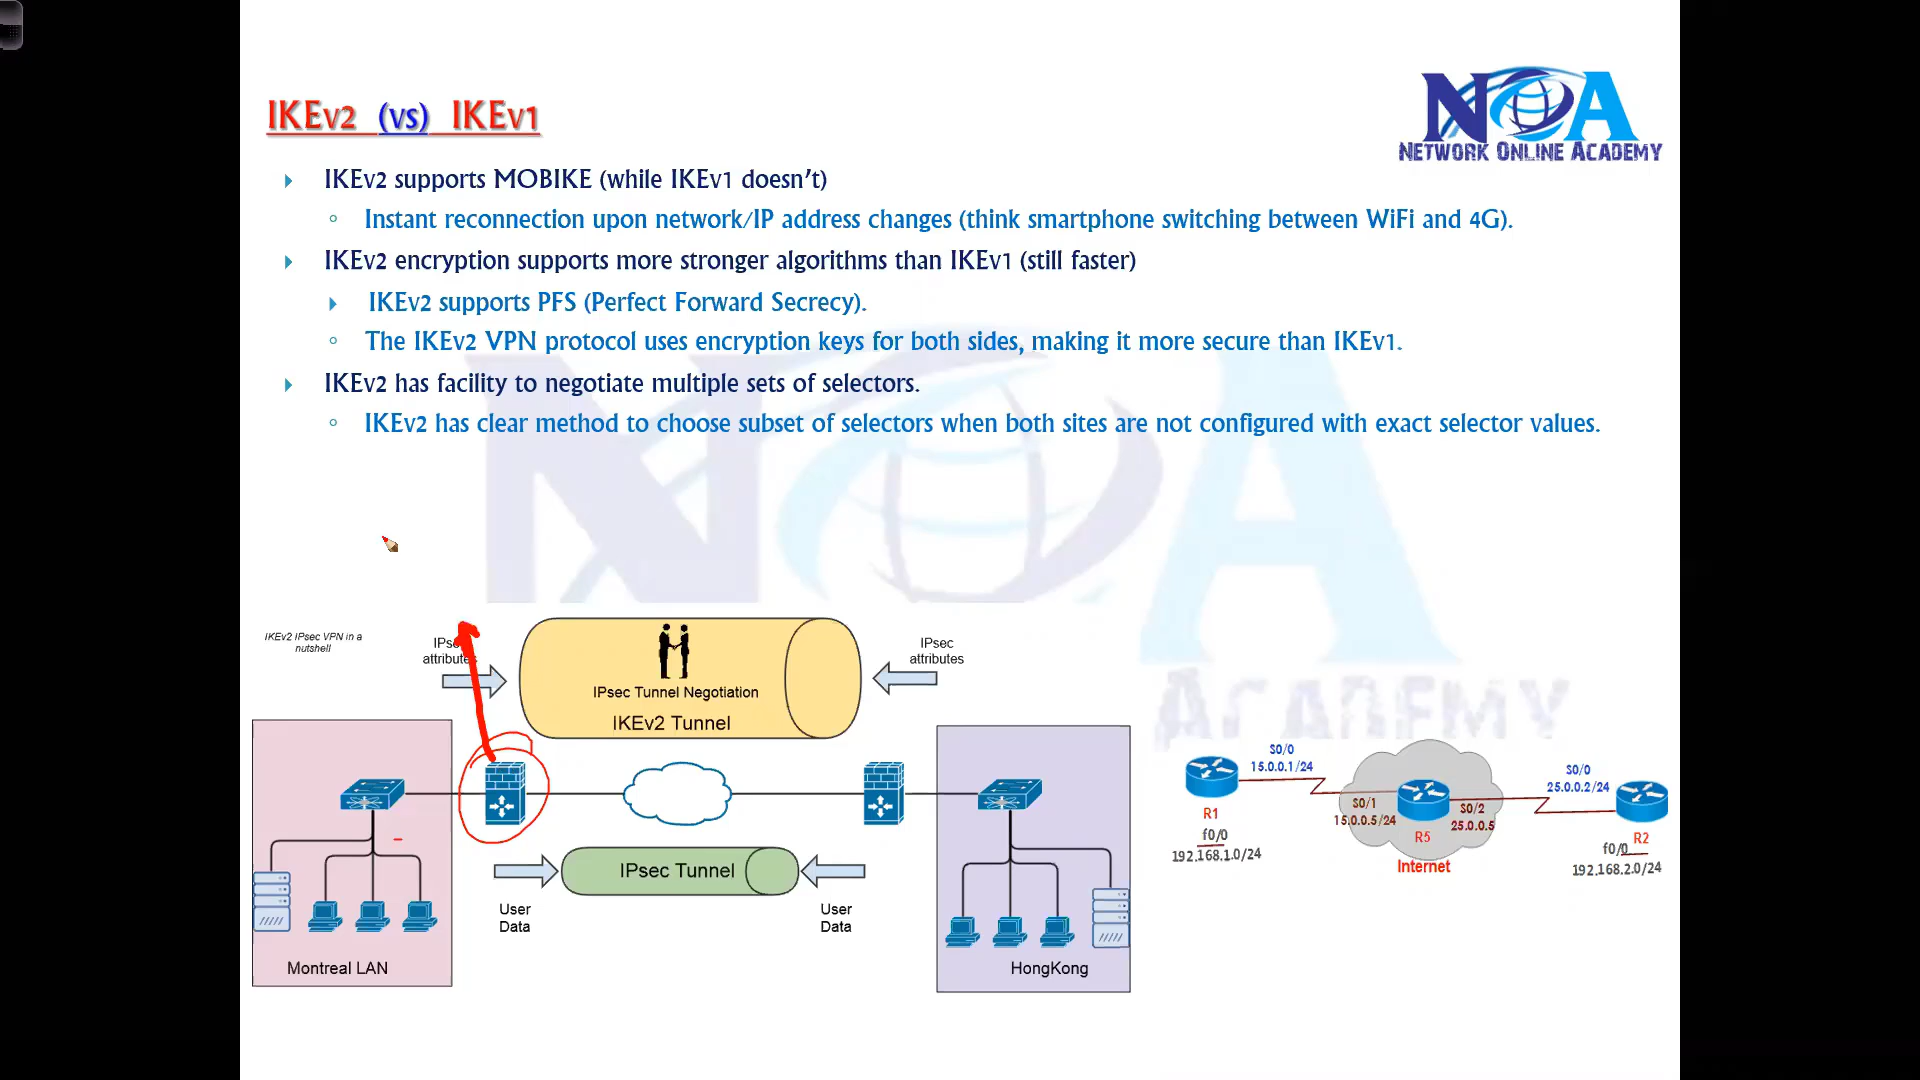 NOA
NETWORK ONLINE ACADEMY
IKEv2 (vs) IKEv1
IKEv2 supports MOBIKE (while IKEv1 doesn't)
Instant reconnection upon network/IP address changes (think smartphone switching between WiFi and 4G).
IKEv2 encryption supports more stronger algorithms than IKEv1 (still faster)
IKEv2 supports PFS (Perfect Forward Secrecy).
The IKEv2 VPN protocol uses encryption keys for both sides, making it more secure than IKEv1.
IKEv2 has facility to negotiate multiple sets of selectors.
IKEv2 has clear method to choose subset of selectors when both sites are not configured with exact selector values.
NOA
ACADEMY
IKEv2 IPsec VPN in a
nutshell
IPsec
attributes
IPsec Tunnel Negotiation
IKEv2 Tunnel
IPsec
attributes
IPsec Tunnel
User
Data
User
Data
Montreal LAN
HongKong
S0/0
15.0.0.1/24
R1
f0/0
192.168.1.0/24
S0/1
15.0.0.5/24
R5
S0/2
25.0.0.5
Internet
S0/0
25.0.0.2/24
R2
f0/0
192.168.2.0/24